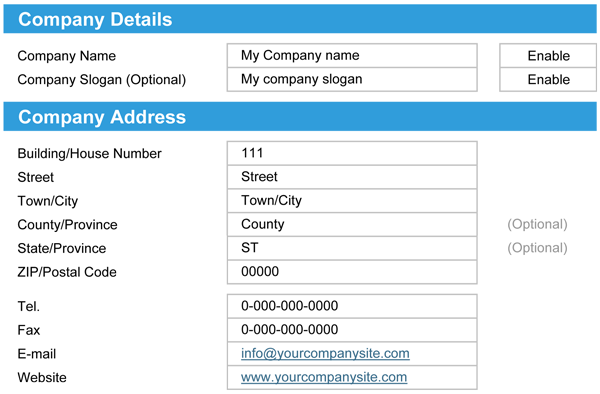 Company Details
Company Name My Company name Enable
Company Slogan (Optional) My company slogan Enable
Company Address
Building/House Number 111
Street Street
Town/City Town/City
County/Province County (Optional)
State/Province ST (Optional)
ZIP/Postal Code 00000
Tel. 0-000-000-0000
Fax 0-000-000-0000
E-mail info@yourcompanysite.com
Website www.yourcompanysite.com